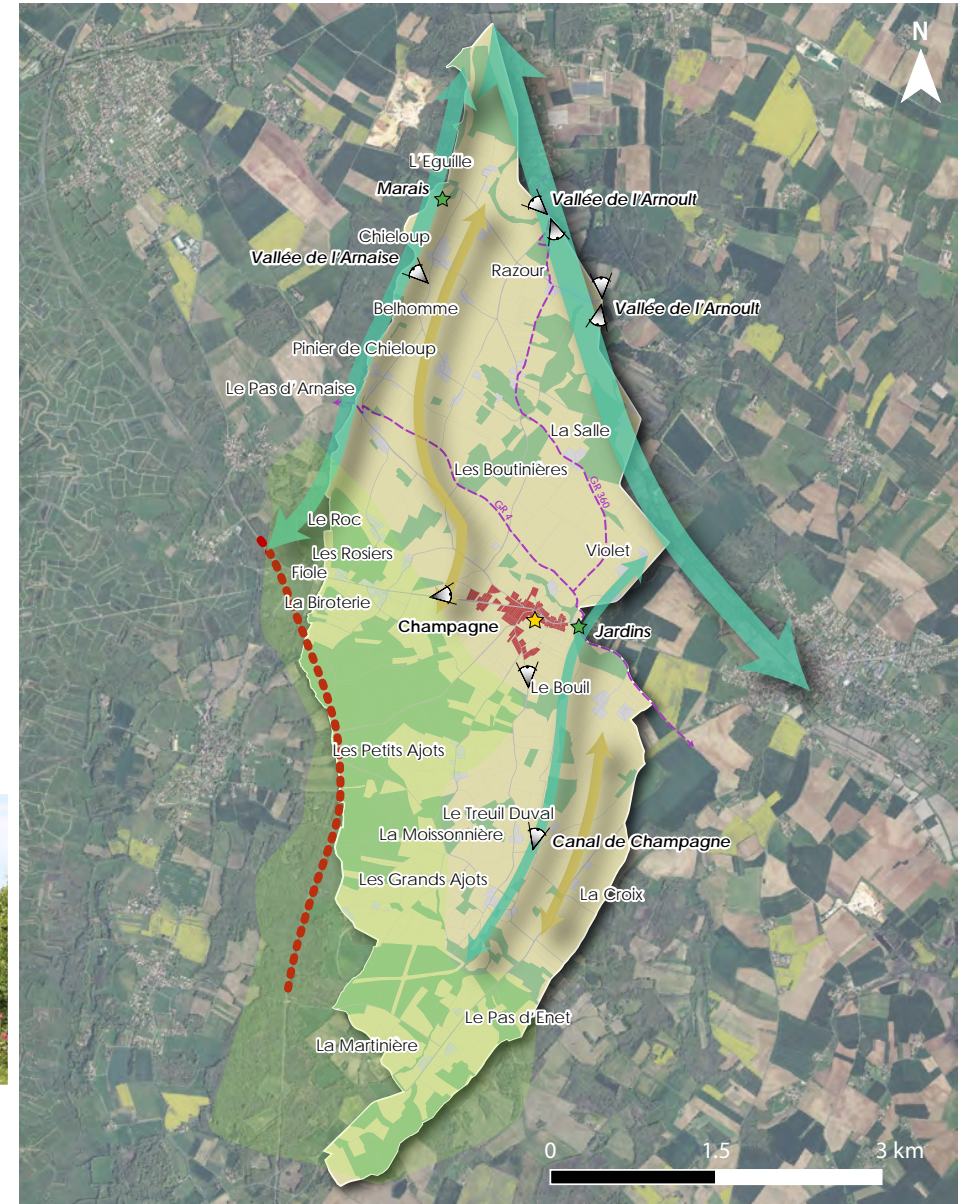 N
L'Eguille
Marais
Vallée de l'Arnoult
Chieloup
Vallée de l'Arnaise
Razour
Belhomme
Vallée de l'Arnoult
Pinier de Chieloup
Le Pas d'Arnaise
La Salle
Les Boutinières
GR 360
GR 4
Le Roc
Violet
Les Rosiers
Fiole
La Biroterie
Champagne
Jardins
Le Bouil
Les Petits Ajots
Le Treuil Duval
La Moissonnière
Canal de Champagne
Les Grands Ajots
La Croix
Le Pas d'Enet
La Martinière
0 1.5 3 km